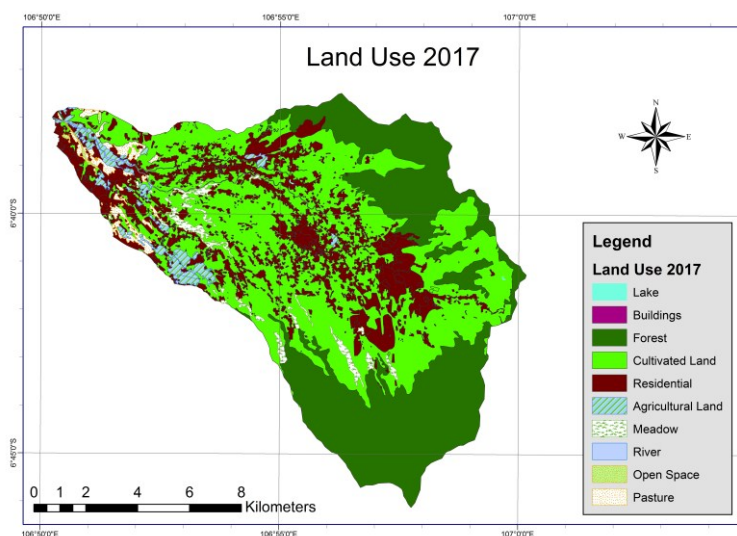 106°50'0"E 106°55'0"E 107°0'0"E
Land Use 2017
N
W E
S
6°40'0"S
Legend
Land Use 2017
Lake
Buildings
Forest
Cultivated Land
Residential
Agricultural Land
Meadow
River
Open Space
Pasture
6°45'0"S
0 1 2 4 6 8
Kilometers
106°50'0"E 106°55'0"E 107°0'0"E